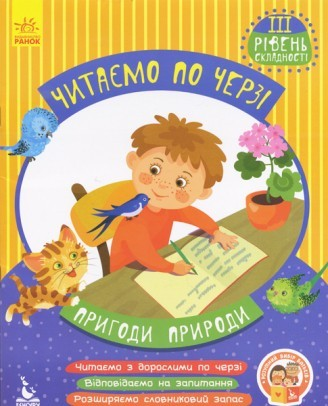 РАНОК
III
РІВЕНЬ
СКЛАДНОСТІ
ЧИТАЄМО ПО ЧЕРЗІ
ПРИГОДИ ПРИРОДИ
Читаємо з дорослими по черзі
Відповідаємо на запитання
Розширюємо словниковий запас